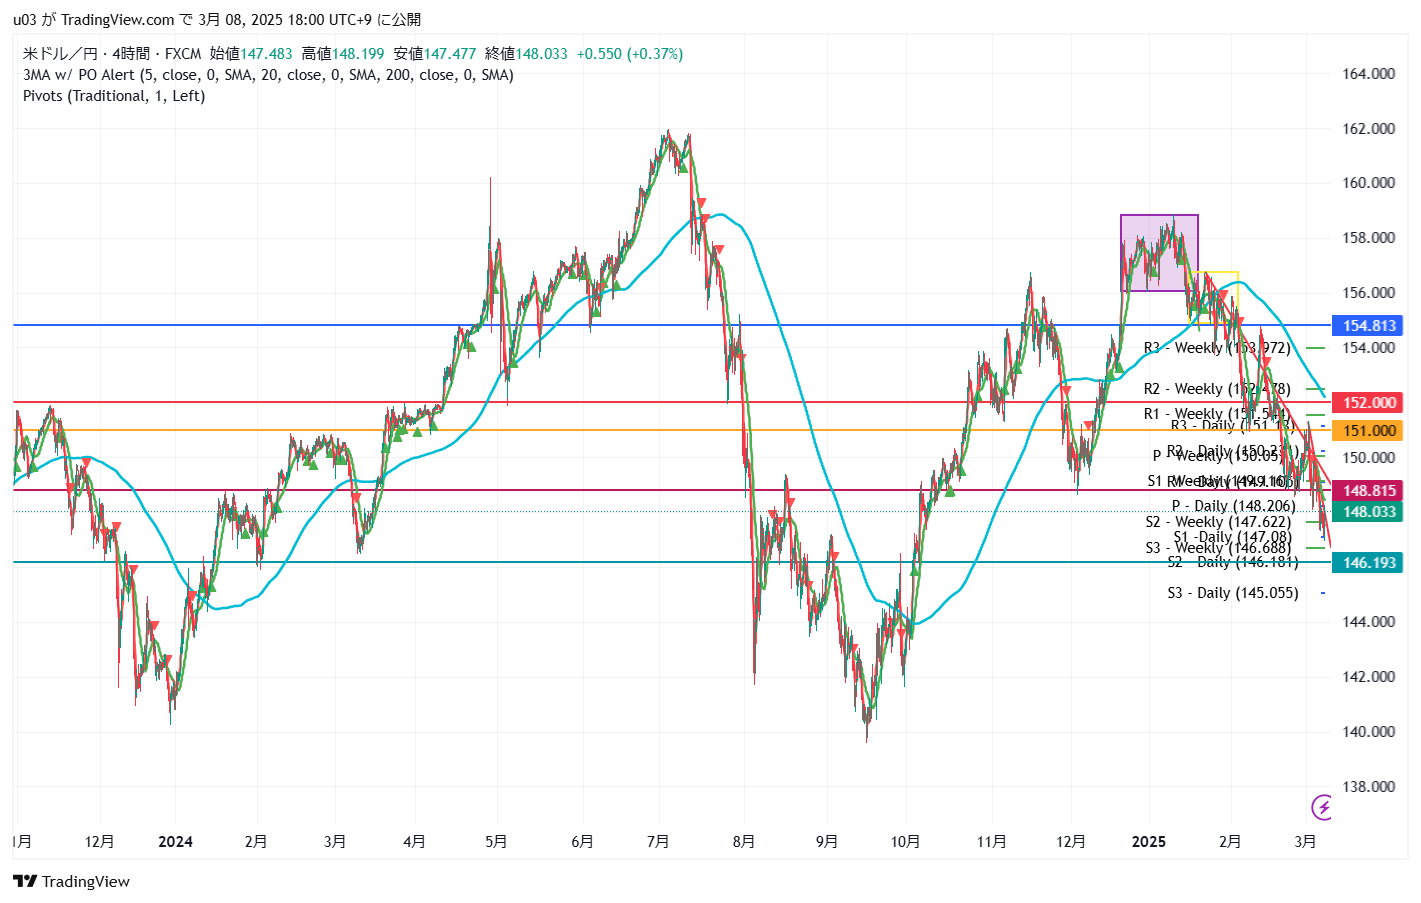 u03 が TradingView.com で 3月 08, 2025 18:00 UTC+9 に公開
米ドル／円・4時間・FXCM 始値147.483 高値148.199 安値147.477 終値148.033 +0.550 (+0.37%)
3MA w/ PO Alert (5, close, 0, SMA, 20, close, 0, SMA, 200, close, 0, SMA)
Pivots (Traditional, 1, Left)
164.000
162.000
160.000
158.000
156.000
154.813
R3 - Weekly (153.972)
154.000
R2 - Weekly (152.478)
152.000
R1 - Weekly (151.544)
R3 - Daily (151.13)
151.000
R2 - Daily (150.231)
P - Weekly (150.05)
150.000
S1 - Weekly (149.116)
R1 - Daily (149.105)
148.815
P - Daily (148.206)
148.033
S2 - Weekly (147.622)
S1 -Daily (147.08)
S3 - Weekly (146.688)
S2 - Daily (146.181)
146.193
S3 - Daily (145.055)
144.000
142.000
140.000
138.000
月 12月 2024 2月 3月 4月 5月 6月 7月 8月 9月 10月 11月 12月 2025 2月 3月
TradingView